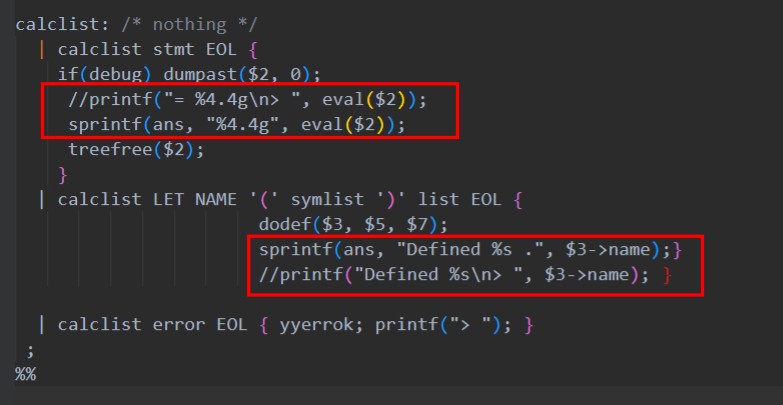 calclist: /* nothing */
| calclist stmt EOL {
if(debug) dumpast($2, 0);
//printf("= %4.4g\n> ", eval($2));
sprintf(ans, "%4.4g", eval($2));
treefree($2);
}
| calclist LET NAME '(' symlist ')' list EOL {
dodef($3, $5, $7);
sprintf(ans, "Defined %s .", $3->name);}
//printf("Defined %s\n> ", $3->name); }
| calclist error EOL { yyerrok; printf("> "); }
;
%%